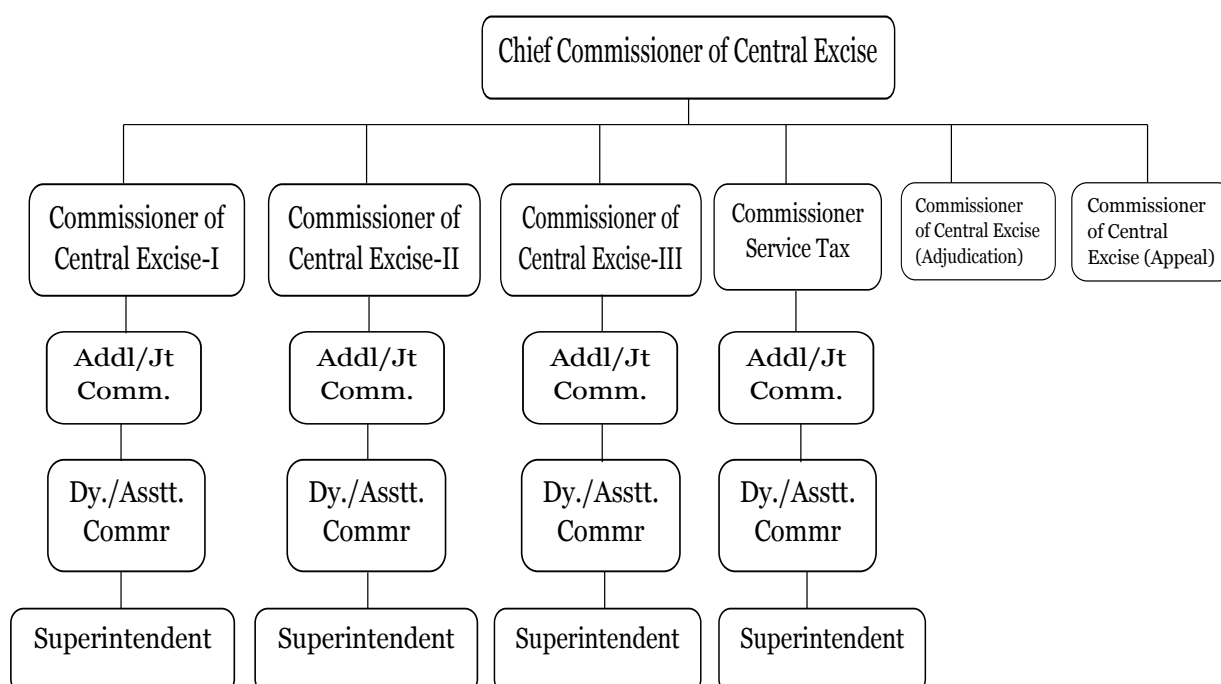 Chief Commissioner of Central Excise
Commissioner of
Central Excise-I
Commissioner of
Central Excise-II
Commissioner of
Central Excise-III
Commissioner
Service Tax
Commissioner
of Central Excise
(Adjudication)
Commissioner
of Central
Excise (Appeal)
Addl/Jt
Comm.
Addl/Jt
Comm.
Addl/Jt
Comm.
Addl/Jt
Comm.
Dy./Asstt.
Commr
Dy./Asstt.
Commr
Dy./Asstt.
Commr
Dy./Asstt.
Commr
Superintendent
Superintendent
Superintendent
Superintendent